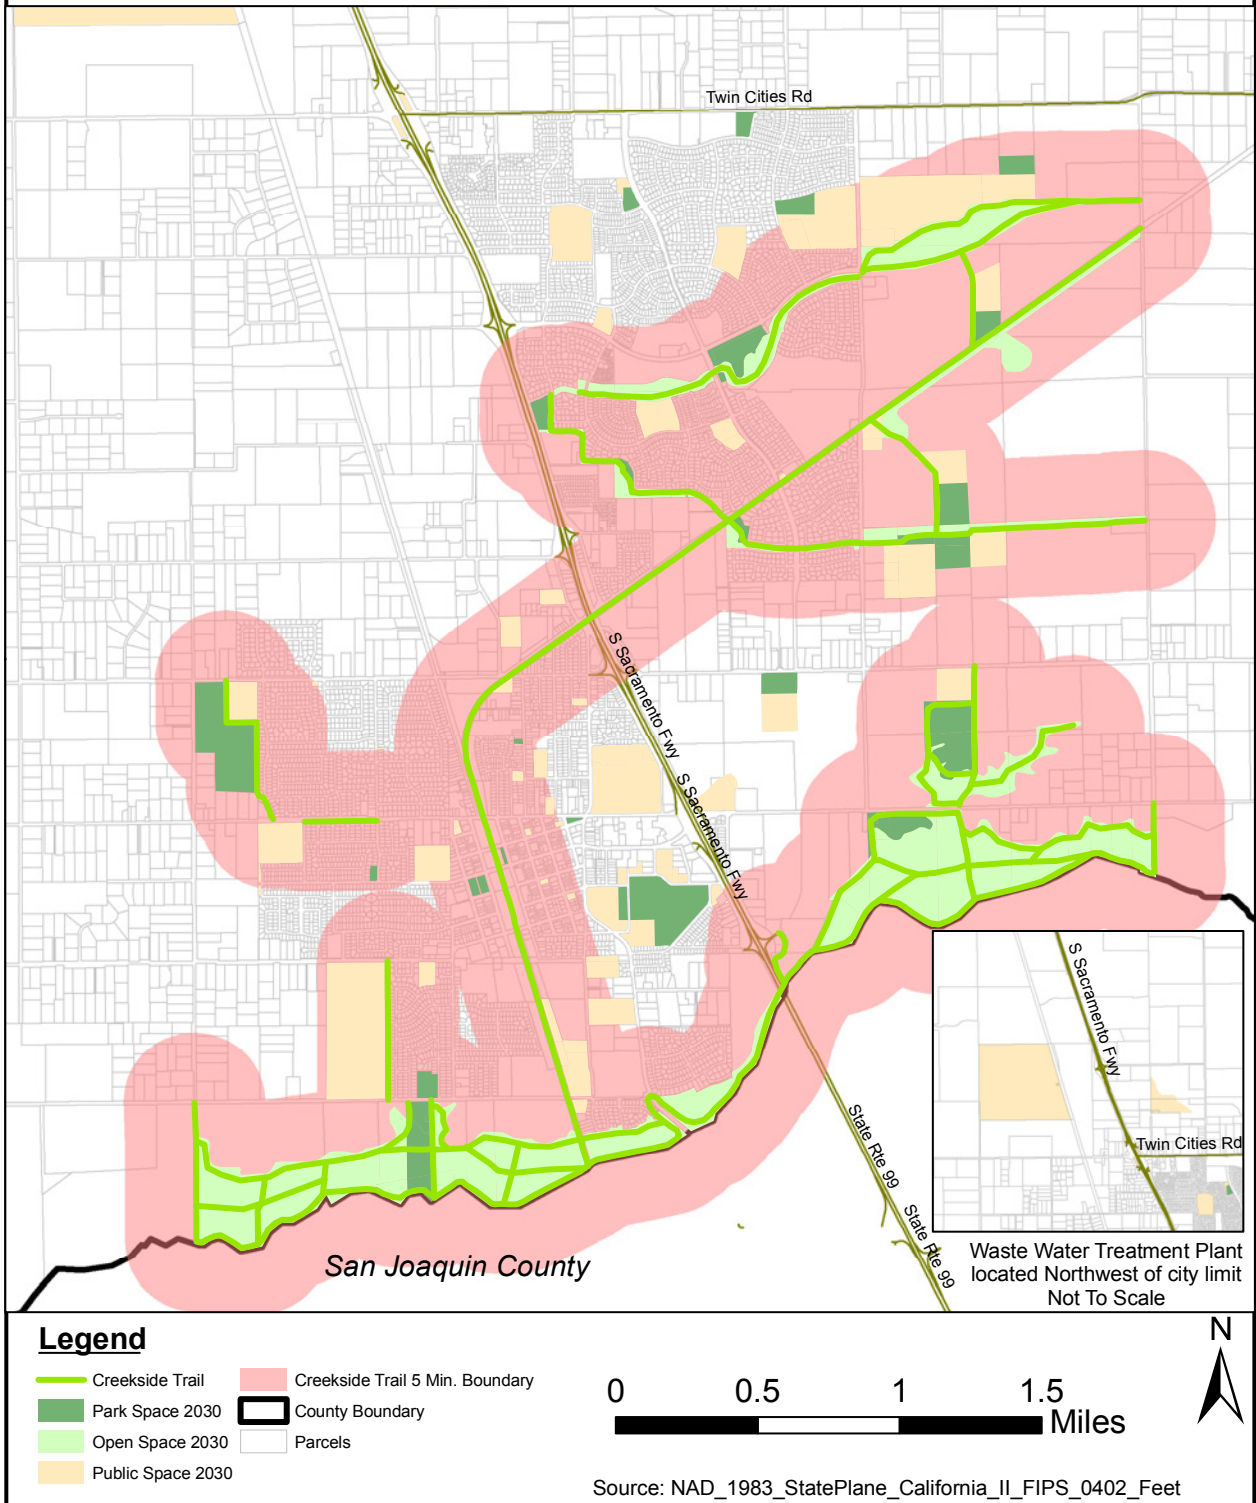 Twin Cities Rd
S Sacramento Fwy
S Sacramento Fwy
State Rte 99
State Rte 99
San Joaquin County
S Sacramento Fwy
Twin Cities Rd
Waste Water Treatment Plant
located Northwest of city limit
Not To Scale
Legend
Creekside Trail
Creekside Trail 5 Min. Boundary
Park Space 2030
County Boundary
Open Space 2030
Parcels
Public Space 2030
0 0.5 1 1.5
Miles
N
Source: NAD_1983_StatePlane_California_II_FIPS_0402_Feet